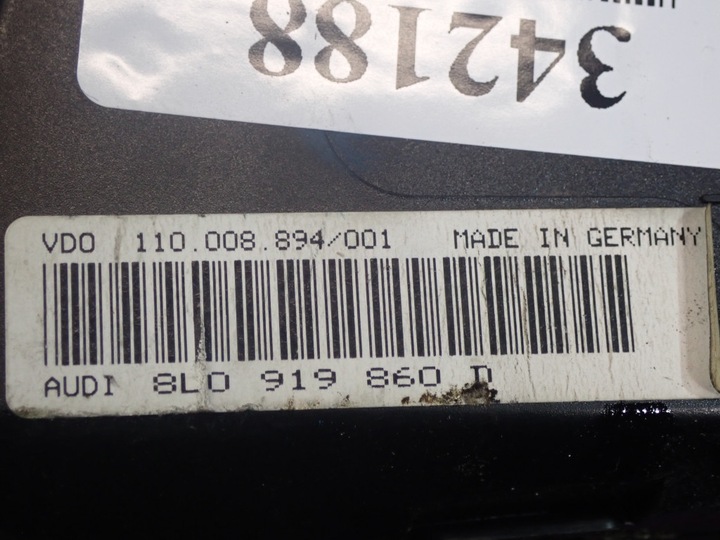 342188
VDO 110.008.894/001 MADE IN GERMANY
AUDI 8L0 919 860 D